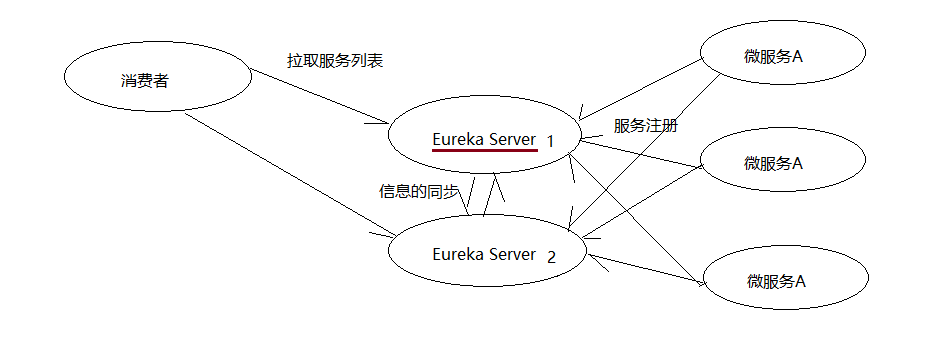 微服务A
拉取服务列表
消费者
服务注册
Eureka Server 1
微服务A
信息的同步
Eureka Server 2
微服务A